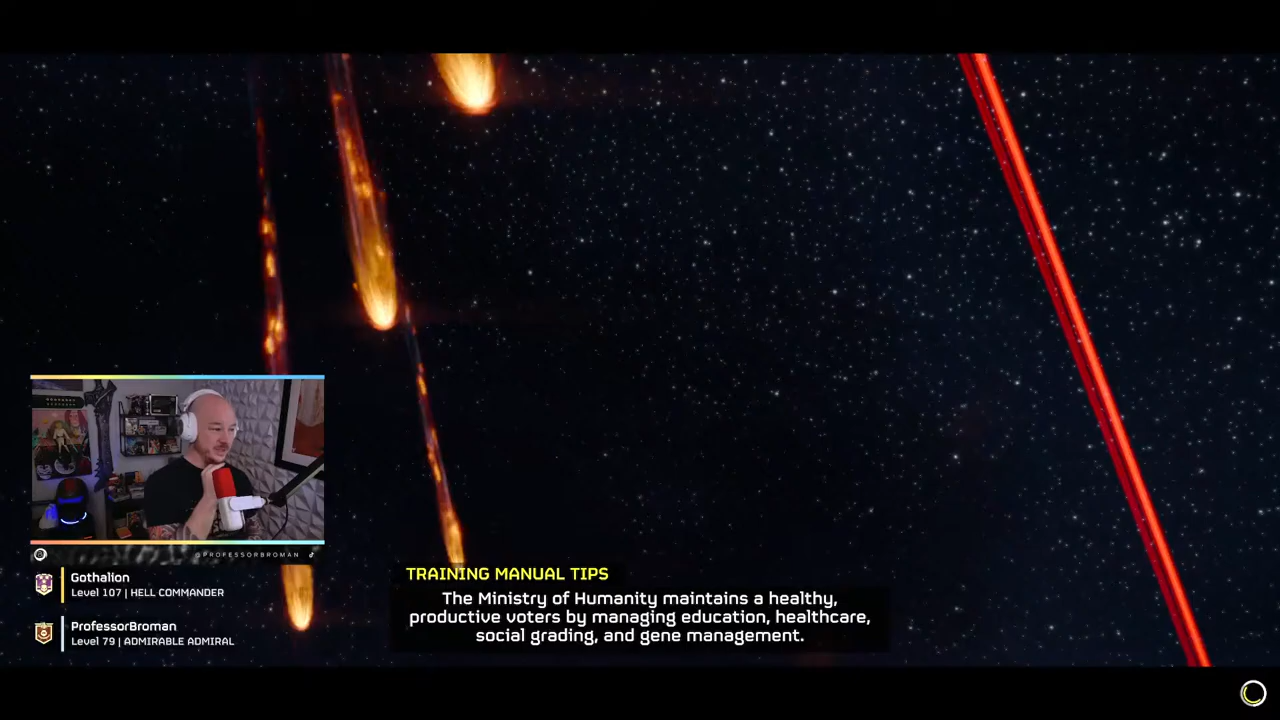 @PROFESSORBROMAN
Gothalion
Level 107 | HELL COMMANDER
ProfessorBroman
Level 79 | ADMIRABLE ADMIRAL
TRAINING MANUAL TIPS
The Ministry of Humanity maintains a healthy,
productive voters by managing education, healthcare,
social grading, and gene management.